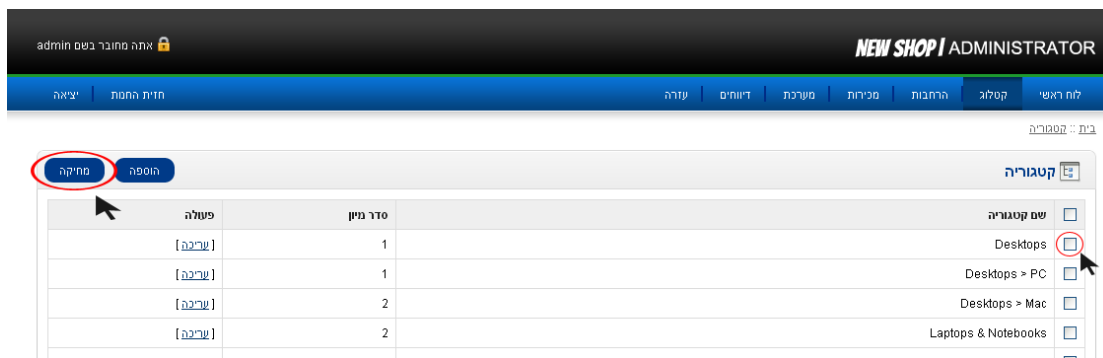 NEW SHOP / ADMINISTRATOR
אתה מחובר בשם admin
לוח ראשי
קטלוג
הרחבות
מכירות
מערכת
דיווחים
עזרה
חזית החנות
יציאה
בית :: קטגוריה
קטגוריה
הוספה
מחיקה
שם קטגוריה סדר מיון פעולה
Desktops 1 [ עריכה ]
Desktops > PC 1 [ עריכה ]
Desktops > Mac 2 [ עריכה ]
Laptops & Notebooks 2 [ עריכה ]